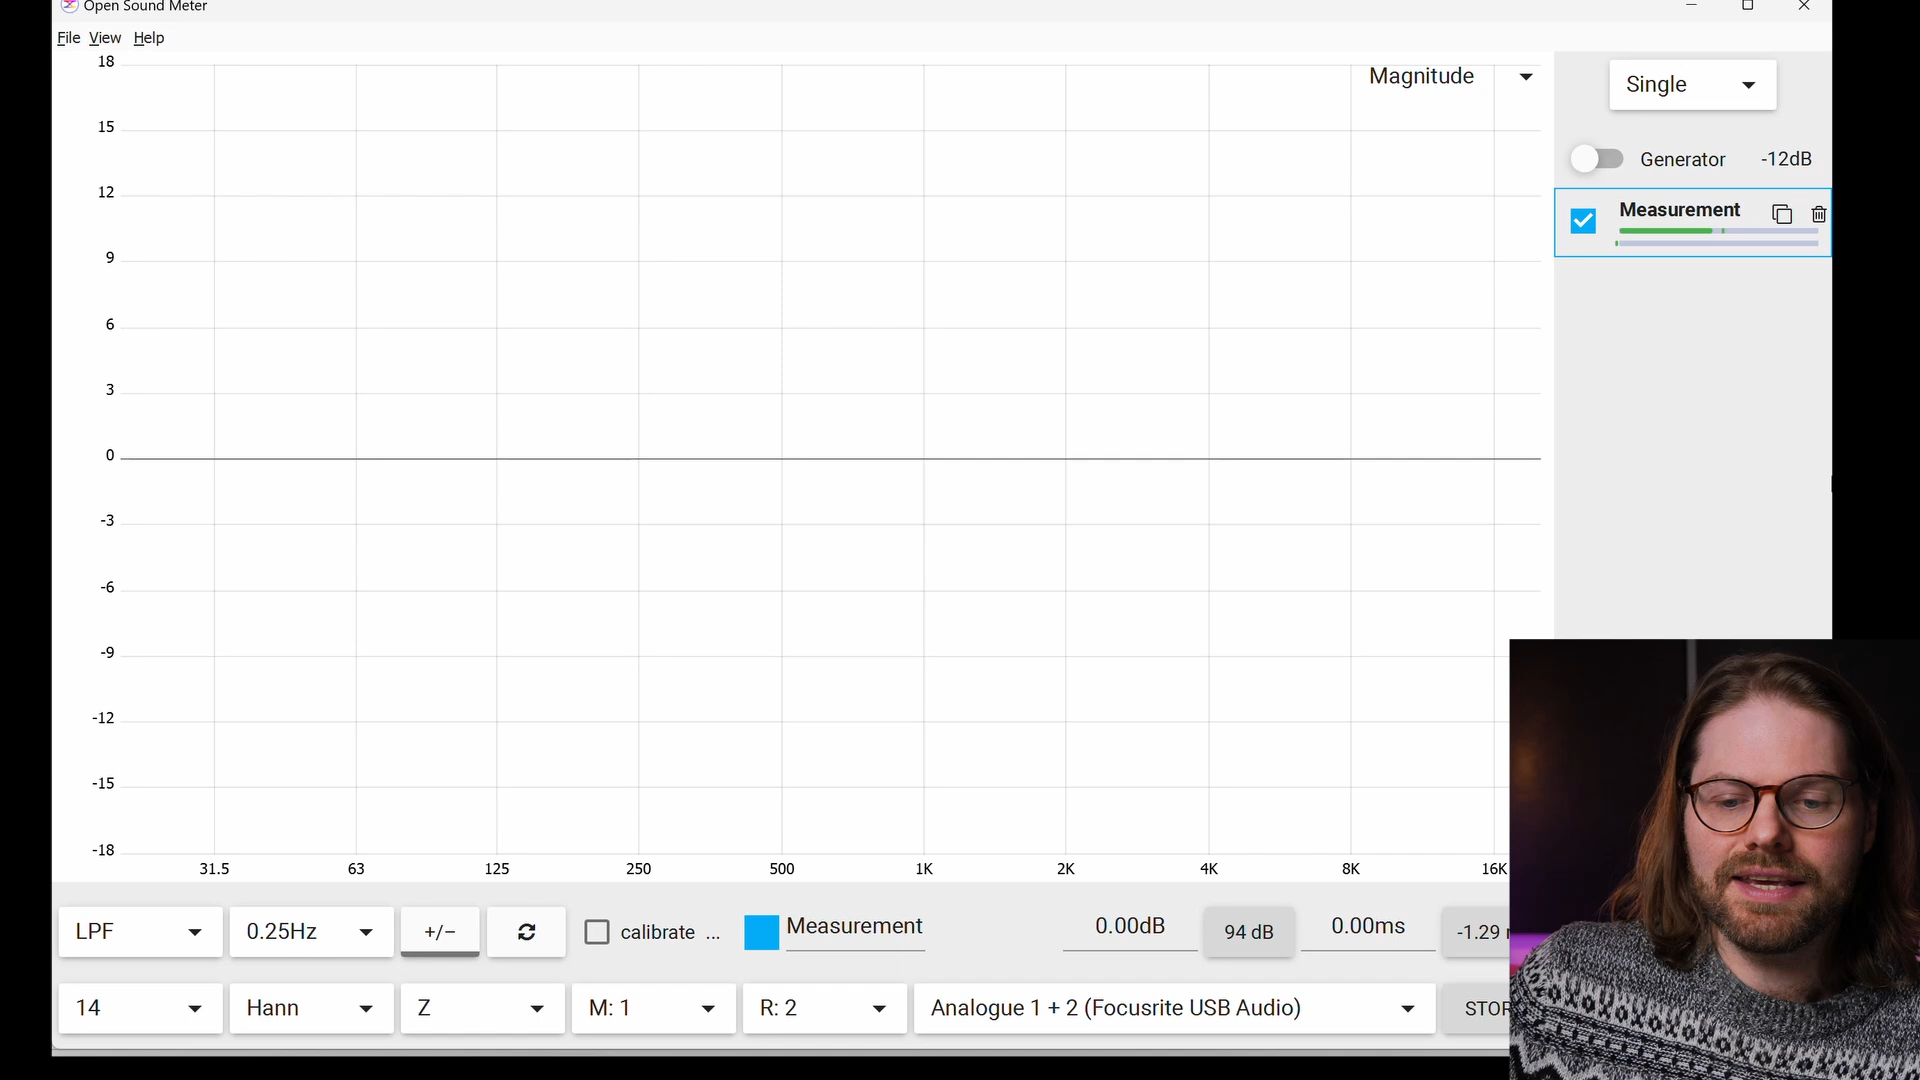 Open Sound Meter
File View Help
Magnitude
Single
Generator -12dB
Measurement
18
15
12
9
6
3
0
-3
-6
-9
-12
-15
-18
31.5 63 125 250 500 1K 2K 4K 8K 16K
LPF 0.25Hz +/− calibrate ... Measurement 0.00dB 94 dB 0.00ms -1.29
14 Hann Z M: 1 R: 2 Analogue 1 + 2 (Focusrite USB Audio) STOR